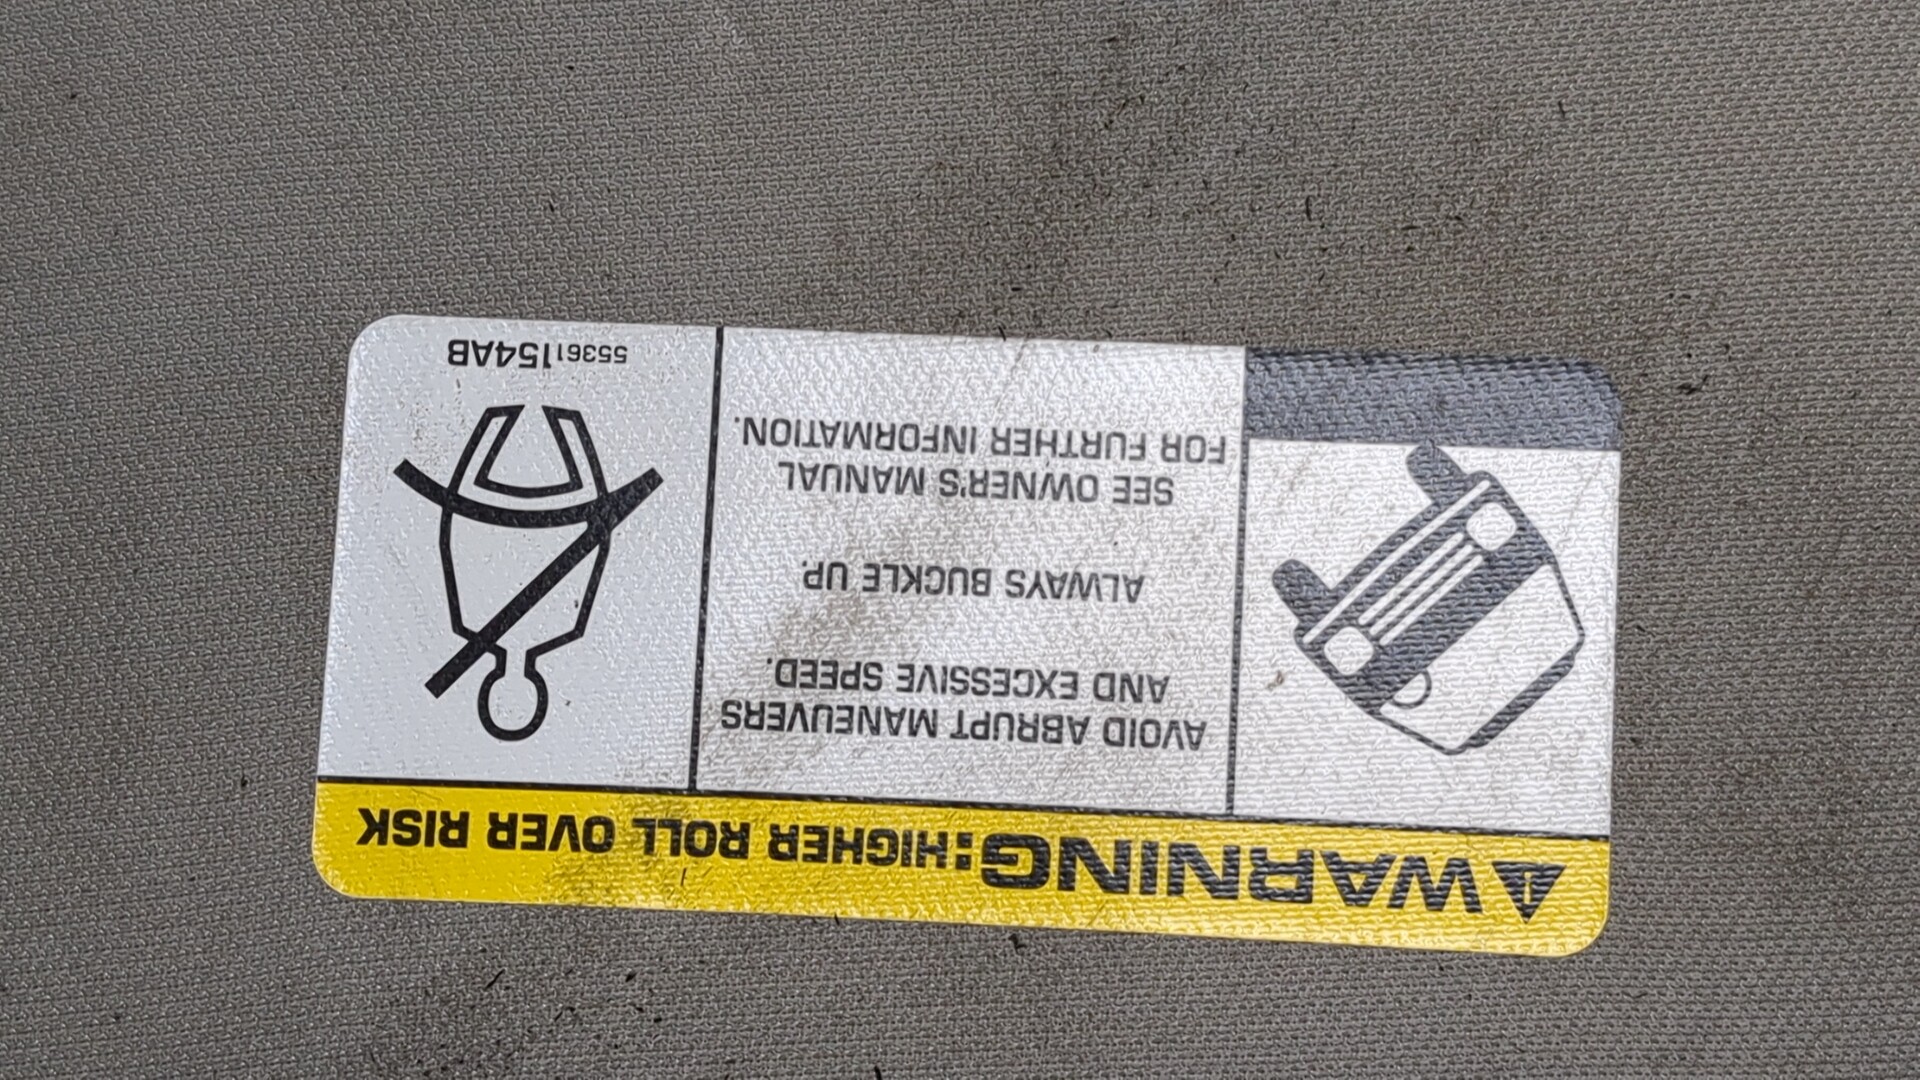 WARNING: HIGHER ROLL OVER RISK
AVOID ABRUPT MANEUVERS
AND EXCESSIVE SPEED.
ALWAYS BUCKLE UP.
SEE OWNER'S MANUAL
FOR FURTHER INFORMATION.
55361154AB